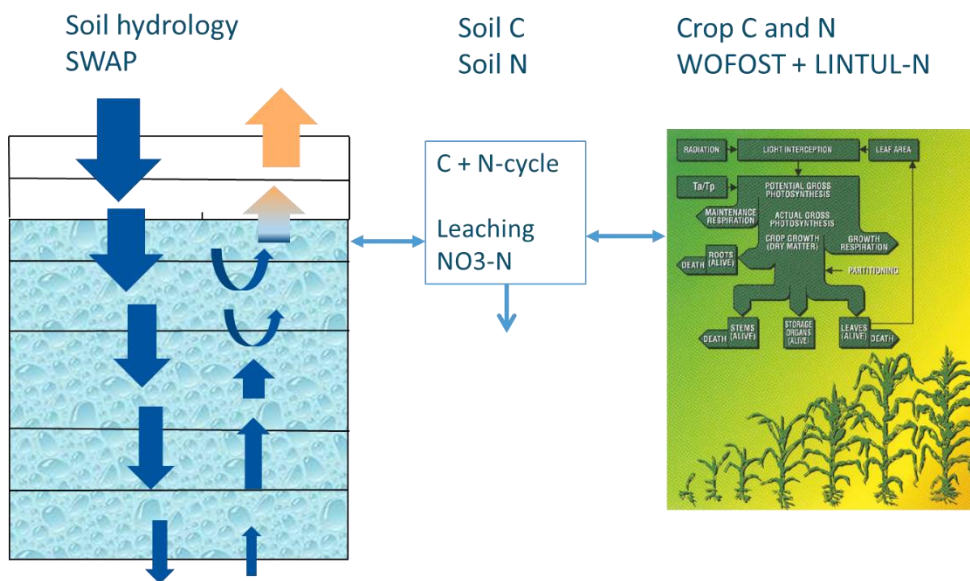 Soil hydrology
SWAP
Soil C
Soil N
Crop C and N
WOFOST + LINTUL-N
C + N-cycle
Leaching
NO3-N
RADIATION
LIGHT INTERCEPTION
LEAF AREA
Ta/Tp
POTENTIAL GROSS
PHOTOSYNTHESIS
MAINTENANCE
RESPIRATION
ACTUAL GROSS
PHOTOSYNTHESIS
CROP GROWTH
(DRY MATTER)
GROWTH
RESPIRATION
ROOTS
(ALIVE)
DEATH
PARTITIONING
DEATH
STEMS
(ALIVE)
STORAGE
ORGANS
(ALIVE)
LEAVES
(ALIVE)
DEATH